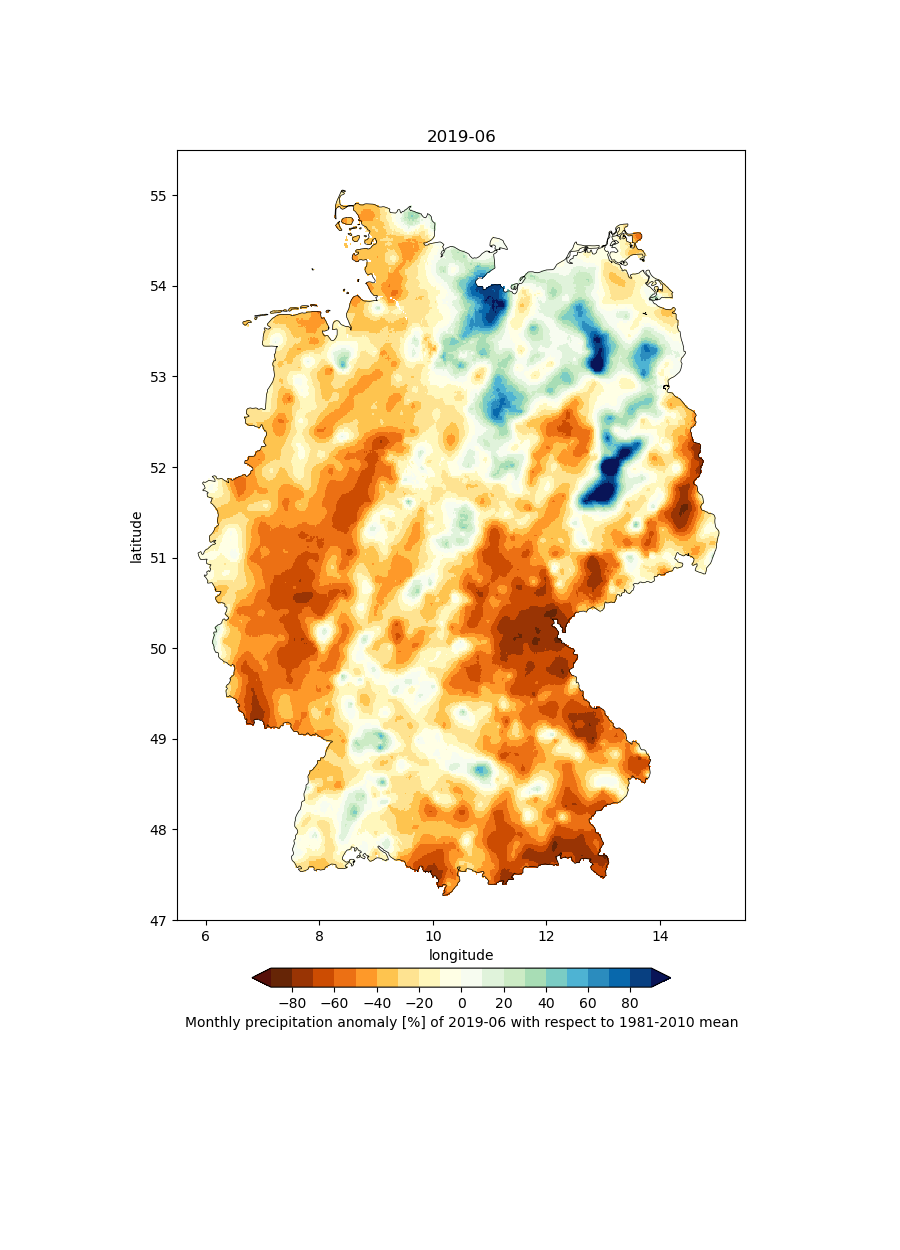 2019-06
55
54
53
52
51
50
49
48
47
latitude
6 8 10 12 14
longitude
−80 −60 −40 −20 0 20 40 60 80
Monthly precipitation anomaly [%] of 2019-06 with respect to 1981-2010 mean